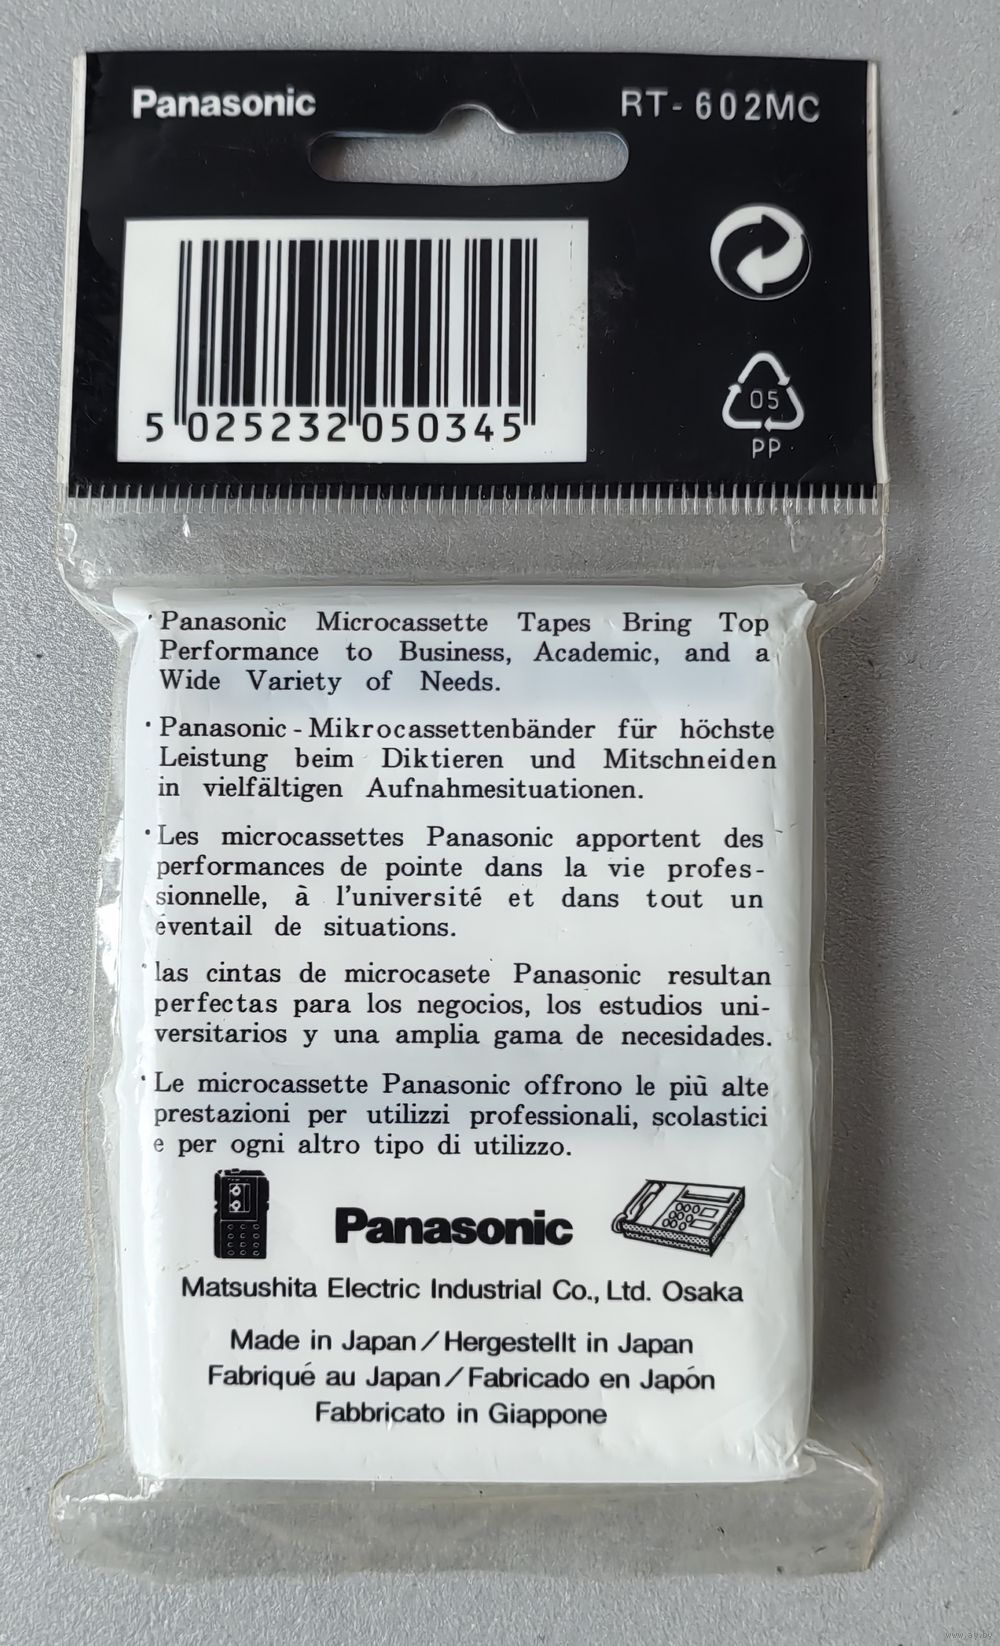 Panasonic
RT-602MC
5 025232 050345
05
PP
· Panasonic Microcassette Tapes Bring Top
Performance to Business, Academic, and a
Wide Variety of Needs.
· Panasonic-Mikrocassettenbänder für höchste
Leistung beim Diktieren und Mitschneiden
in vielfältigen Aufnahmesituationen.
· Les microcassettes Panasonic apportent des
performances de pointe dans la vie profes-
sionnelle, à l'université et dans tout un
éventail de situations.
· las cintas de microcasete Panasonic resultan
perfectas para los negocios, los estudios uni-
versitarios y una amplia gama de necesidades.
· Le microcassette Panasonic offrono le più alte
prestazioni per utilizzi professionali, scolastici
e per ogni altro tipo di utilizzo.
Panasonic
Matsushita Electric Industrial Co., Ltd. Osaka
Made in Japan/Hergestellt in Japan
Fabriqué au Japan/Fabricado en Japón
Fabbricato in Giappone
www.av.by